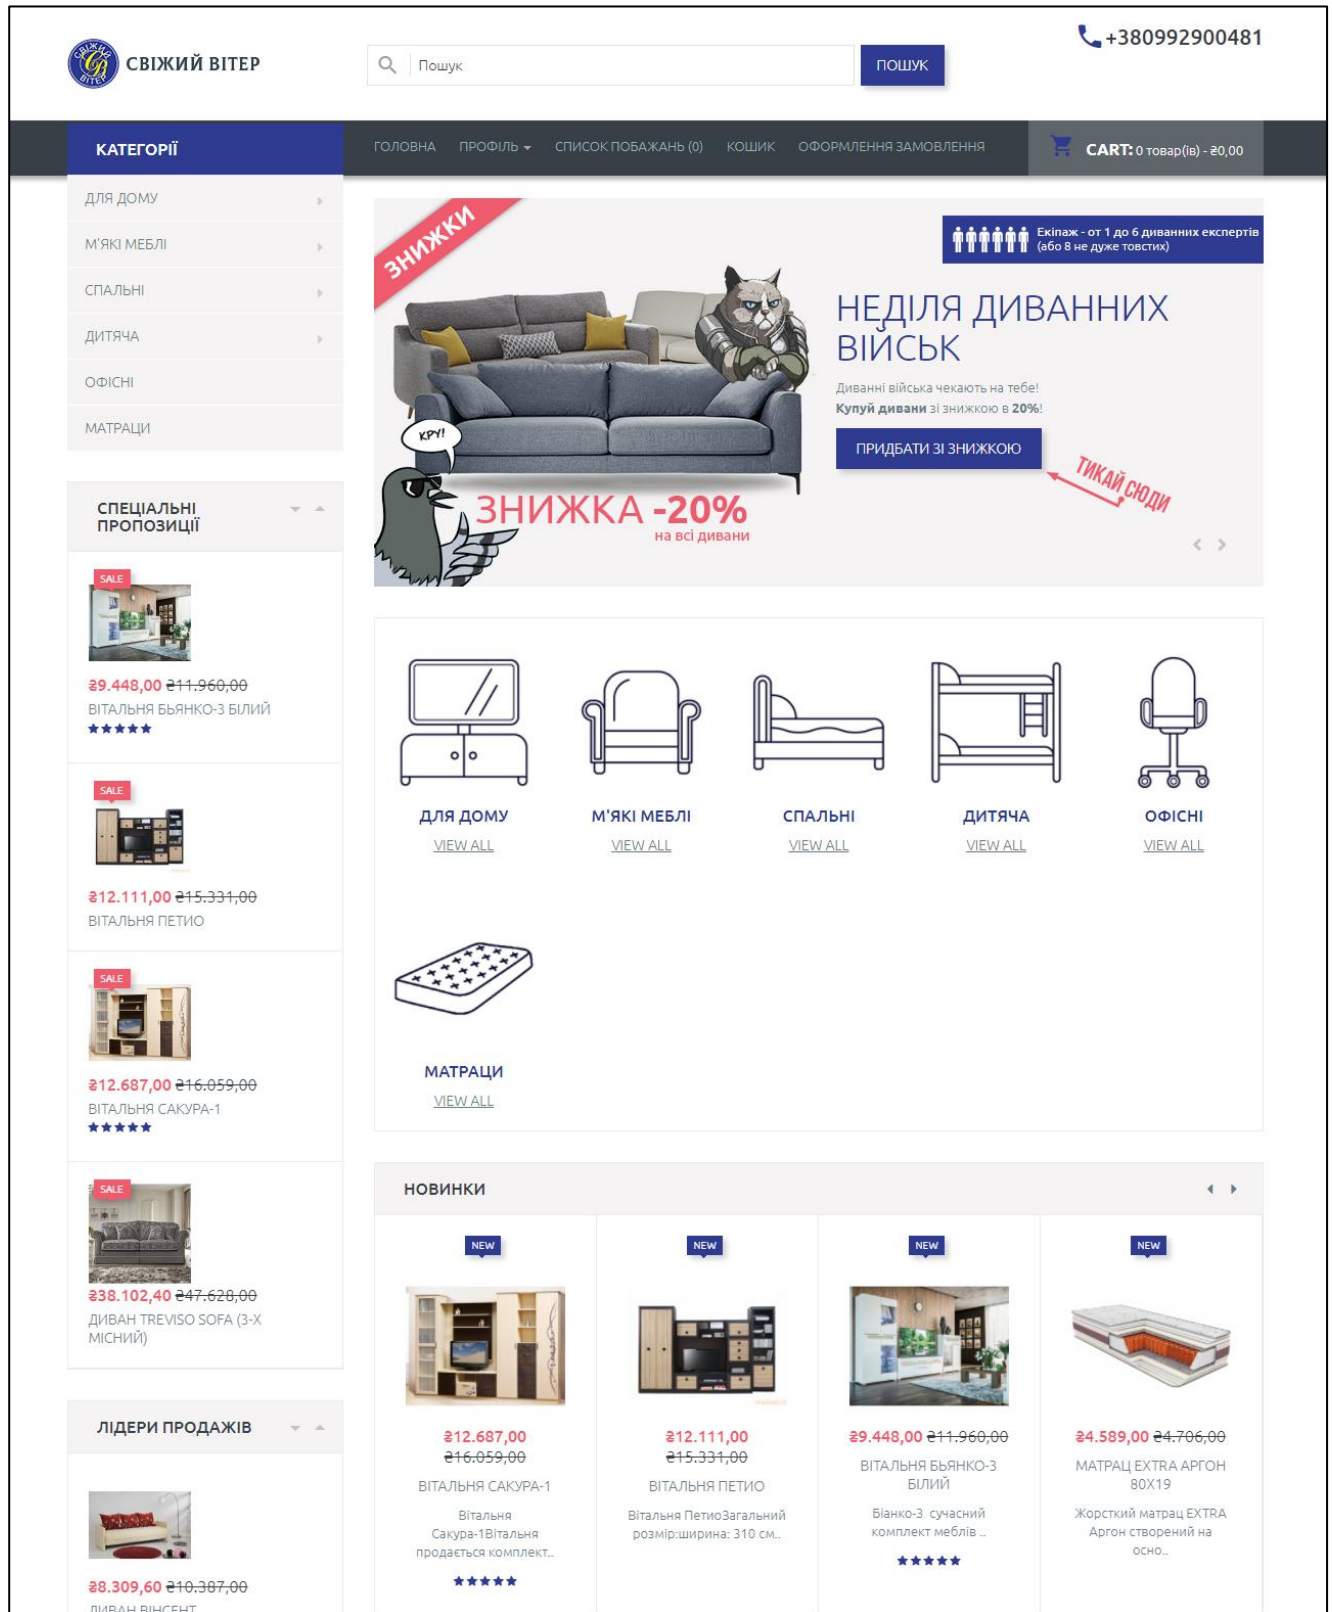 СВІЖИЙ ВІТЕР
СВІЖИЙ
СВ
ВІТЕР
Пошук
ПОШУК
+380992900481
КАТЕГОРІЇ
ГОЛОВНА ПРОФІЛЬ СПИСОК ПОБАЖАНЬ (0) КОШИК ОФОРМЛЕННЯ ЗАМОВЛЕННЯ
CART: 0 товар(ів) - ₴0,00
ДЛЯ ДОМУ
М'ЯКІ МЕБЛІ
СПАЛЬНІ
ДИТЯЧА
ОФІСНІ
МАТРАЦИ
ЗНИЖКИ
Екіпаж - от 1 до 6 диванних експертів
(або 8 не дуже товстих)
НЕДІЛЯ ДИВАННИХ
ВІЙСЬК
Диванні війська чекають на тебе!
Купуй дивани зі знижкою в 20%!
ПРИДБАТИ ЗІ ЗНИЖКОЮ
ТИКАЙ СЮДИ
КРУ!
ЗНИЖКА -20%
на всі дивани
СПЕЦІАЛЬНІ
ПРОПОЗИЦІЇ
SALE
₴9.448,00 ₴11.960,00
ВІТАЛЬНЯ БЬЯНКО-3 БІЛИЙ
SALE
₴12.111,00 ₴15.331,00
ВІТАЛЬНЯ ПЕТИО
SALE
₴12.687,00 ₴16.059,00
ВІТАЛЬНЯ САКУРА-1
SALE
₴38.102,40 ₴47.628,00
ДИВАН TREVISO SOFA (3-Х
МІСНИЙ)
ЛІДЕРИ ПРОДАЖІВ
₴8.309,60 ₴10.387,00
ДИВАН ВІНСЕНТ
ДЛЯ ДОМУ
VIEW ALL
М'ЯКІ МЕБЛІ
VIEW ALL
СПАЛЬНІ
VIEW ALL
ДИТЯЧА
VIEW ALL
ОФІСНІ
VIEW ALL
МАТРАЦИ
VIEW ALL
НОВИНКИ
NEW
₴12.687,00
₴16.059,00
ВІТАЛЬНЯ САКУРА-1
Вітальня
Сакура-1Вітальня
продається комплект..
NEW
₴12.111,00
₴15.331,00
ВІТАЛЬНЯ ПЕТИО
Вітальня ПетиоЗагальний
розмір:ширина: 310 см..
NEW
₴9.448,00 ₴11.960,00
ВІТАЛЬНЯ БЬЯНКО-3
БІЛИЙ
Біанко-3 сучасний
комплект меблів ..
NEW
₴4.589,00 ₴4.706,00
МАТРАЦ EXTRA АРГОН
80Х19
Жорсткий матрац EXTRA
Аргон створений на
осно..